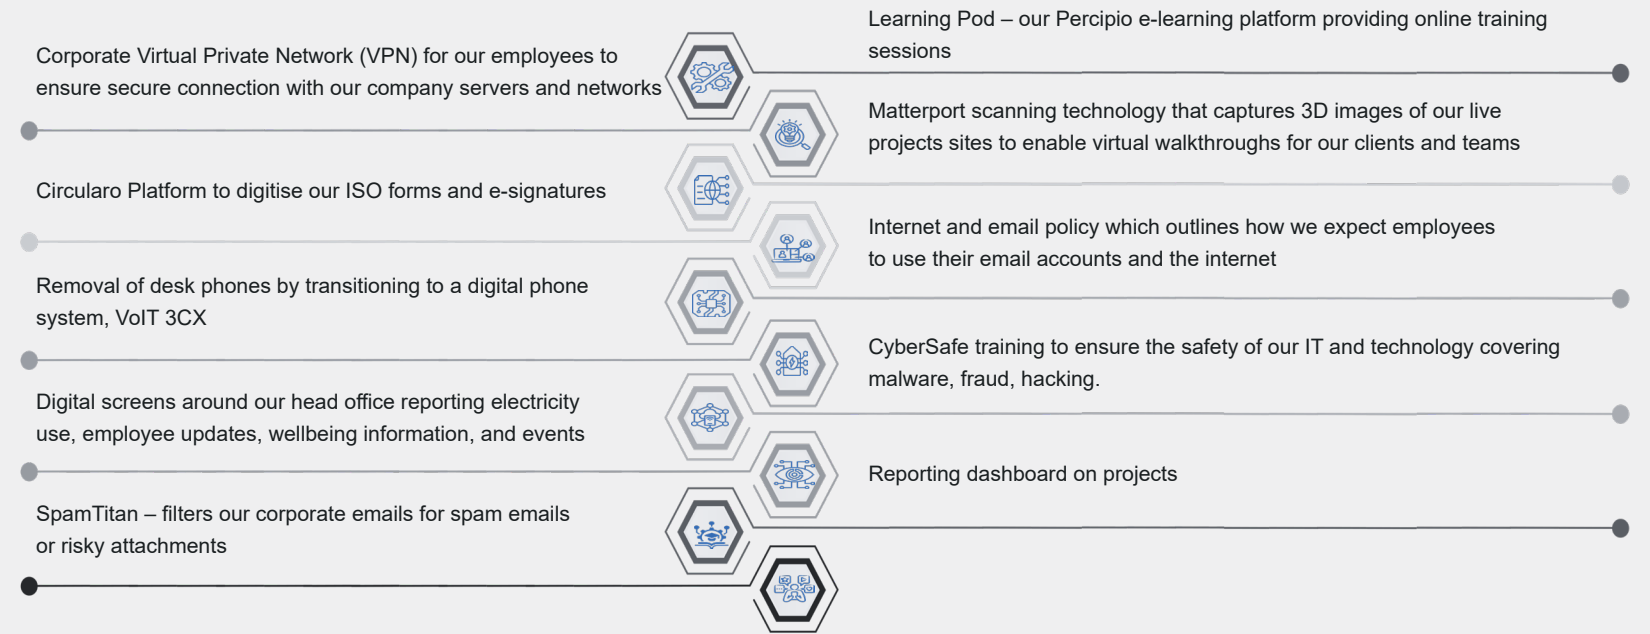 Corporate Virtual Private Network (VPN) for our employees to
ensure secure connection with our company servers and networks
Circularo Platform to digitise our ISO forms and e-signatures
Removal of desk phones by transitioning to a digital phone
system, VoIT 3CX
Digital screens around our head office reporting electricity
use, employee updates, wellbeing information, and events
SpamTitan – filters our corporate emails for spam emails
or risky attachments
Learning Pod – our Percipio e-learning platform providing online training
sessions
Matterport scanning technology that captures 3D images of our live
projects sites to enable virtual walkthroughs for our clients and teams
Internet and email policy which outlines how we expect employees
to use their email accounts and the internet
CyberSafe training to ensure the safety of our IT and technology covering
malware, fraud, hacking.
Reporting dashboard on projects